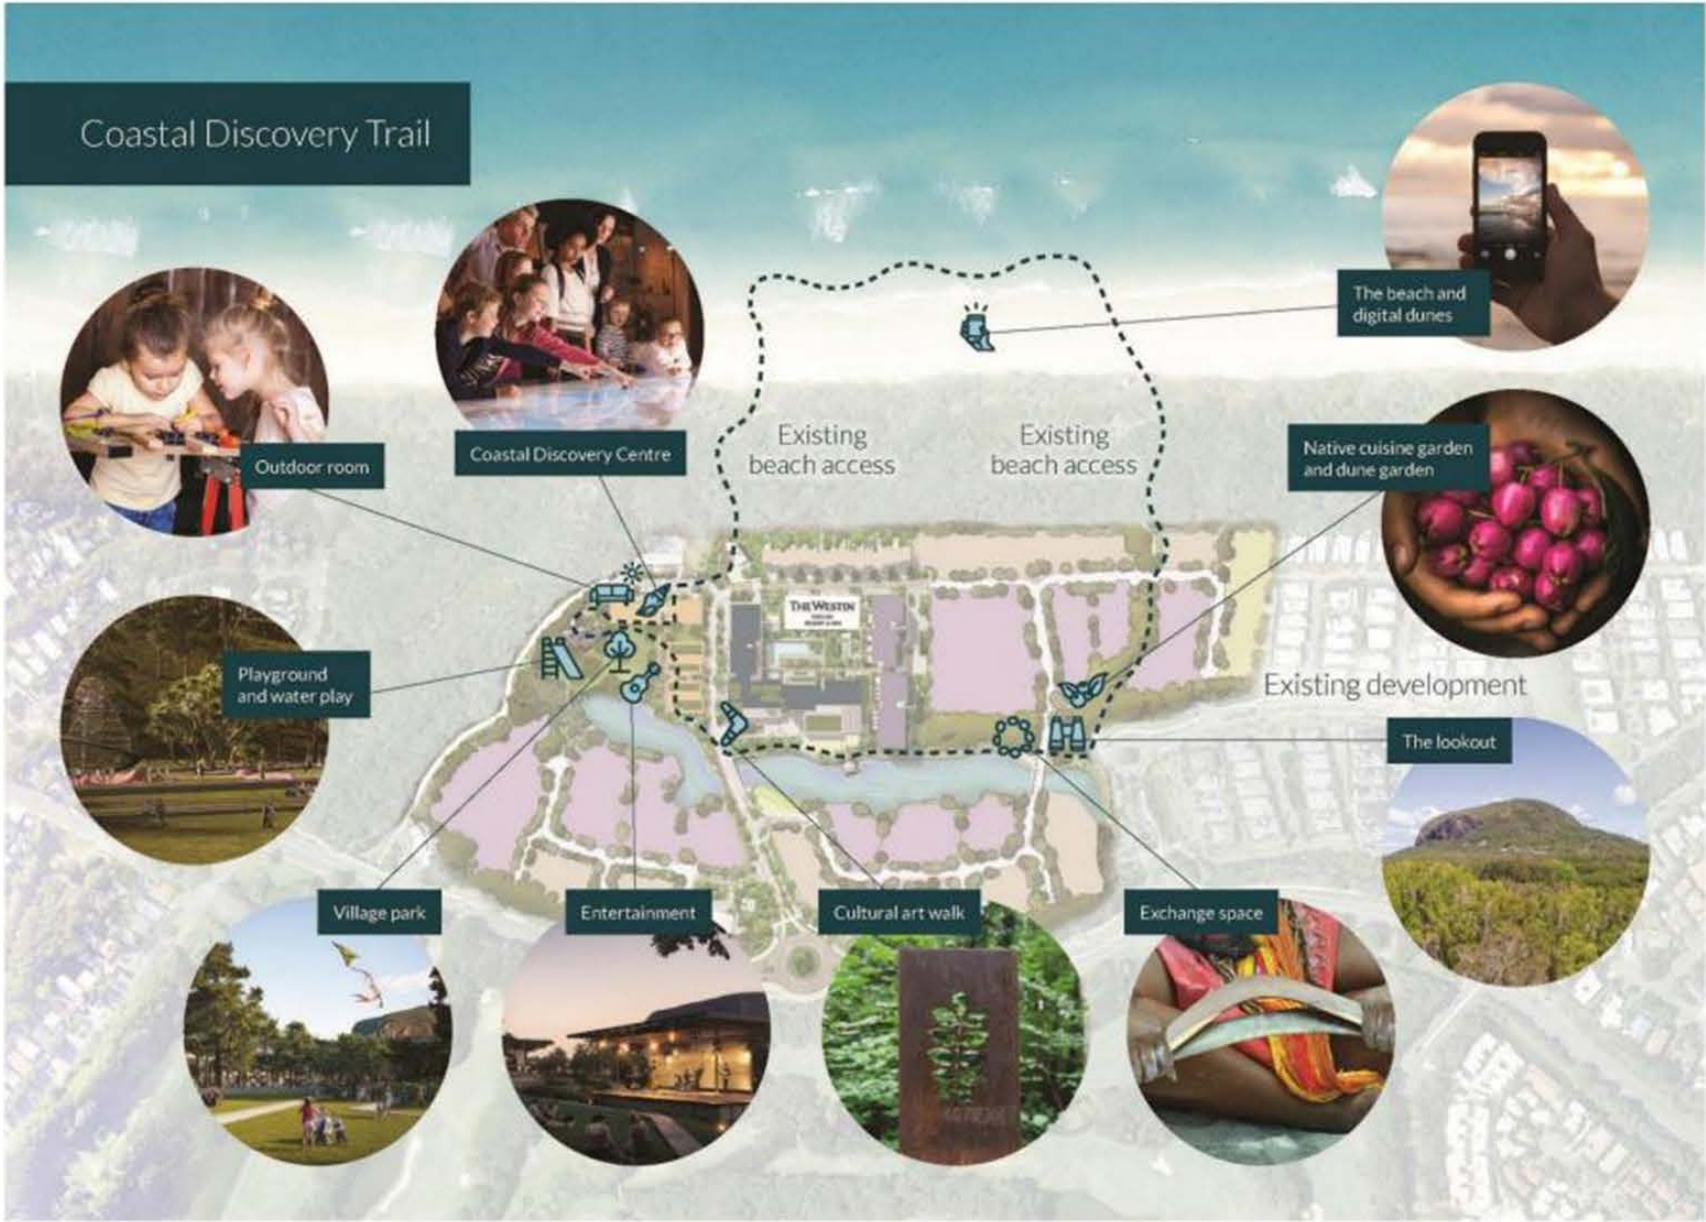 Coastal Discovery Trail
The beach and
digital dunes
Outdoor room
Coastal Discovery Centre
Existing
beach access
Existing
beach access
Native cuisine garden
and dune garden
THE WESTIN
Playground
and water play
Existing development
The lookout
Village park
Entertainment
Cultural art walk
Exchange space